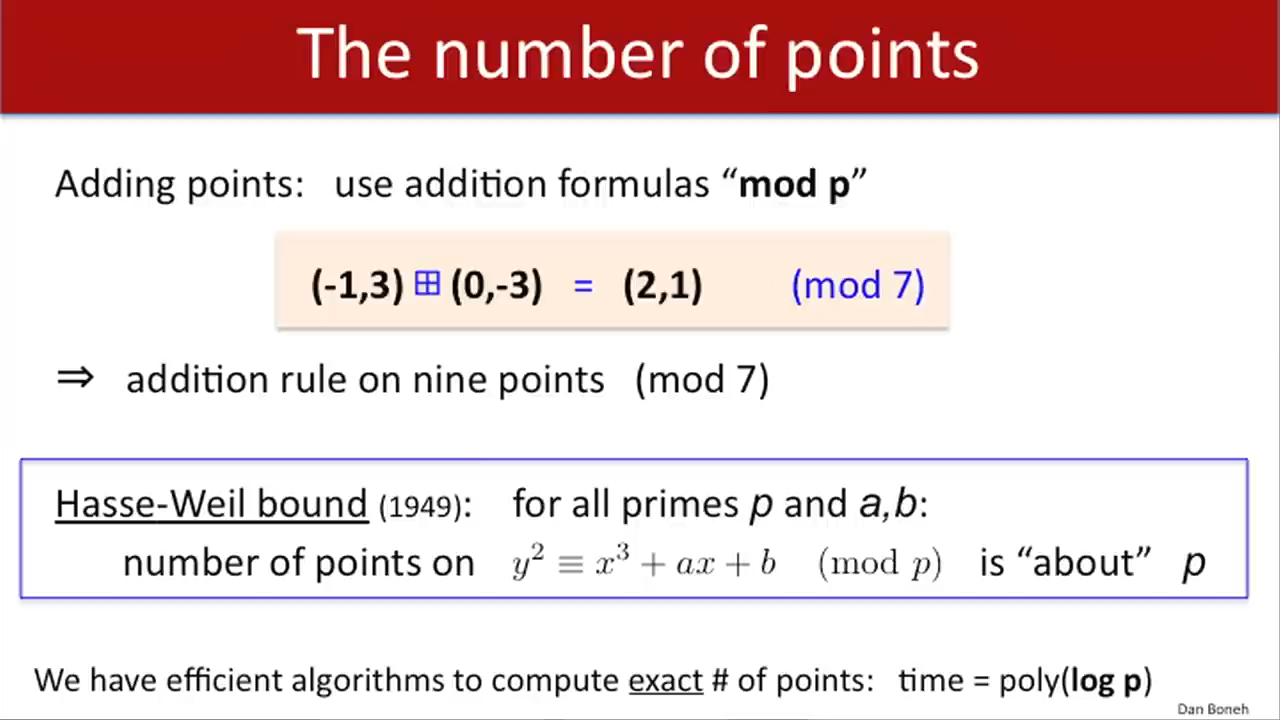 The number of points
Adding points: use addition formulas “mod p”
(-1,3) ⊞ (0,-3) = (2,1) (mod 7)
⇒ addition rule on nine points (mod 7)
Hasse-Weil bound (1949): for all primes p and a,b:
number of points on y² ≡ x³ + ax + b (mod p) is “about” p
We have efficient algorithms to compute exact # of points: time = poly(log p)
Dan Boneh